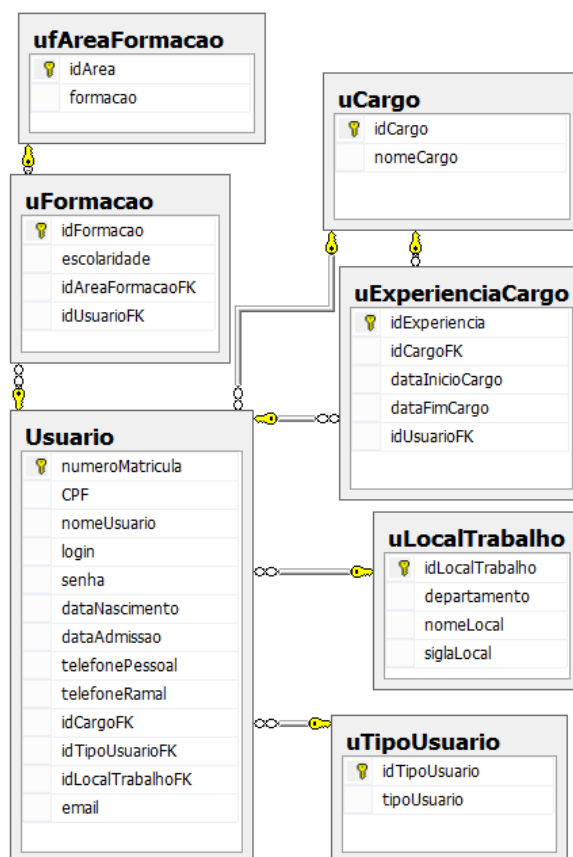 ufAreaFormacao
idArea
formacao
uCargo
idCargo
nomeCargo
uFormacao
idFormacao
escolaridade
idAreaFormacaoFK
idUsuarioFK
uExperienciaCargo
idExperiencia
idCargoFK
dataInicioCargo
dataFimCargo
idUsuarioFK
Usuario
numeroMatricula
CPF
nomeUsuario
login
senha
dataNascimento
dataAdmissao
telefonePessoal
telefoneRamal
idCargoFK
idTipoUsuarioFK
idLocalTrabalhoFK
email
uLocalTrabalho
idLocalTrabalho
departamento
nomeLocal
siglaLocal
uTipoUsuario
idTipoUsuario
tipoUsuario